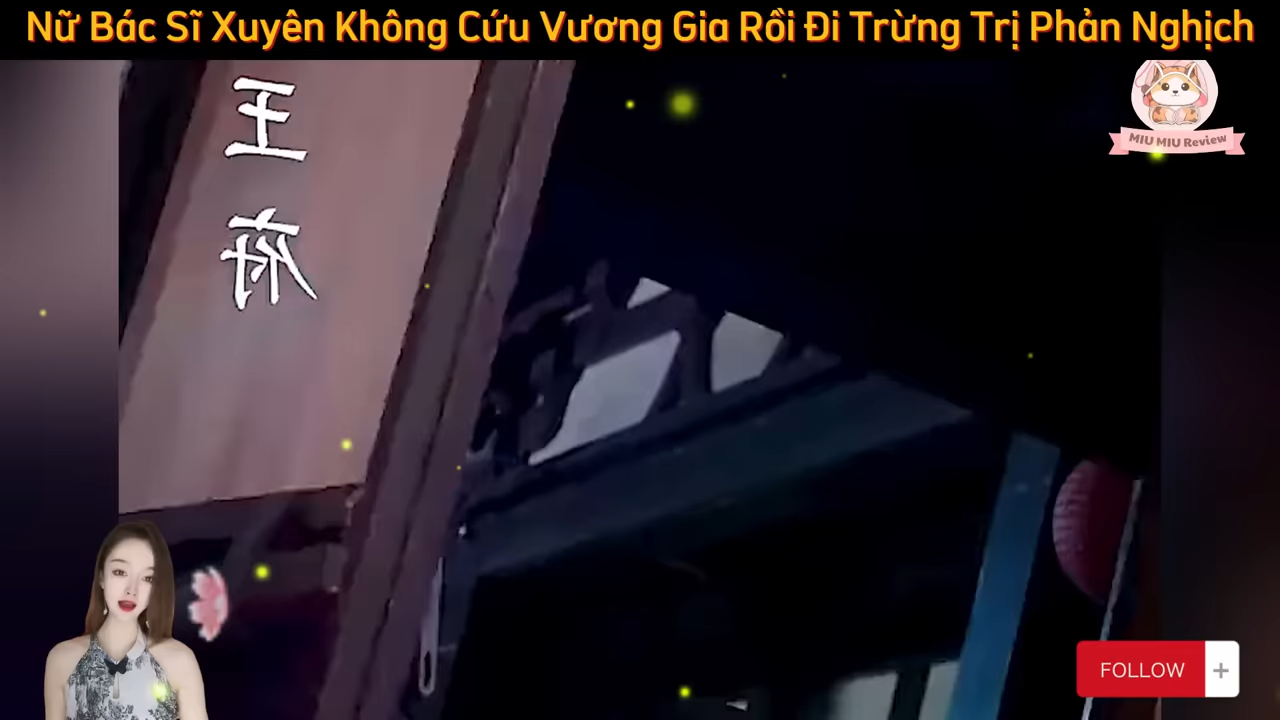 Nữ Bác Sĩ Xuyên Không Cứu Vương Gia Rồi Đi Trừng Trị Phản Nghịch
王
府
MIU MIU Review
FOLLOW +